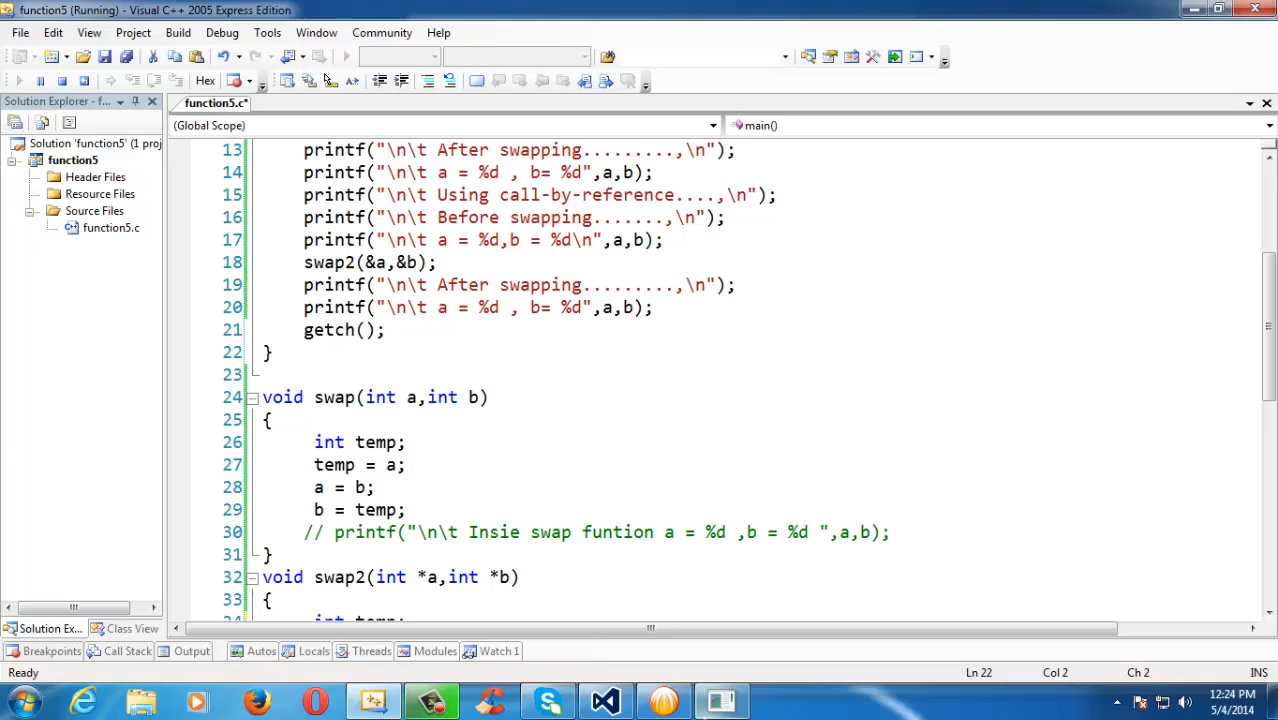 function5 (Running) - Visual C++ 2005 Express Edition
File Edit View Project Build Debug Tools Window Community Help
Hex
Solution Explorer - f...
function5.c*
(Global Scope)
main()
Solution 'function5' (1 proj
function5
Header Files
Resource Files
Source Files
function5.c
13 printf("\n\t After swapping.........,\n");
14 printf("\n\t a = %d , b= %d",a,b);
15 printf("\n\t Using call-by-reference....,\n");
16 printf("\n\t Before swapping.......,\n");
17 printf("\n\t a = %d,b = %d\n",a,b);
18 swap2(&a,&b);
19 printf("\n\t After swapping.........,\n");
20 printf("\n\t a = %d , b= %d",a,b);
21 getch();
22 }
23
24 void swap(int a,int b)
25 {
26 int temp;
27 temp = a;
28 a = b;
29 b = temp;
30 // printf("\n\t Insie swap funtion a = %d ,b = %d ",a,b);
31 }
32 void swap2(int *a,int *b)
33 {
34 int temp;
Solution Ex... Class View
Breakpoints Call Stack Output Autos Locals Threads Modules Watch 1
Ready Ln 22 Col 2 Ch 2 INS
12:24 PM
5/4/2014